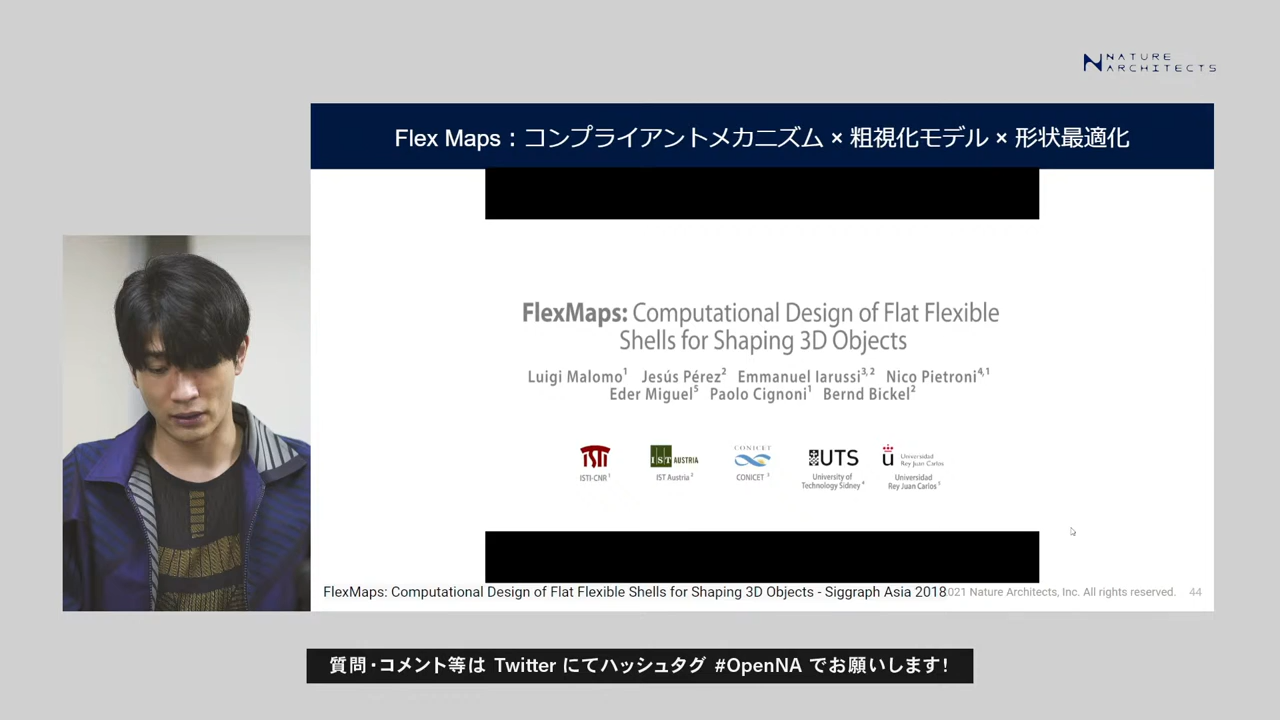 NATURE
ARCHITECTS
Flex Maps：コンプライアントメカニズム × 粗視化モデル × 形状最適化
FlexMaps: Computational Design of Flat Flexible
Shells for Shaping 3D Objects
Luigi Malomo1 Jesús Pérez2 Emmanuel Iarussi3,2 Nico Pietroni4,1
Eder Miguel5 Paolo Cignoni1 Bernd Bickel2
ISTI
IST AUSTRIA
CONICET
UTS
Universidad
Rey Juan Carlos
ISTI-CNR1
IST Austria2
CONICET3
University of
Technology Sidney4
Universidad
Rey Juan Carlos5
FlexMaps: Computational Design of Flat Flexible Shells for Shaping 3D Objects - Siggraph Asia 2018
021 Nature Architects, Inc. All rights reserved. 44
質問・コメント等は Twitter にてハッシュタグ #OpenNA でお願いします！